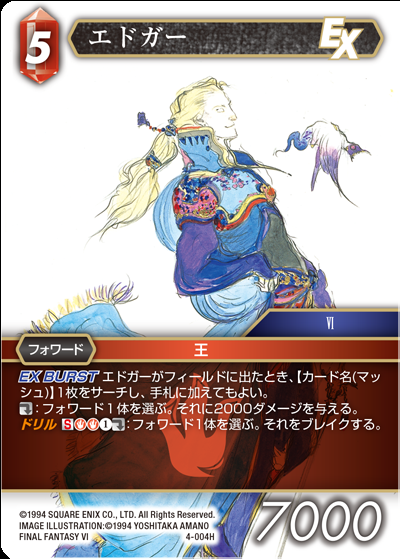 5 エドガー EX
VI
フォワード 王
EX BURST エドガーがフィールドに出たとき、【カード名(マッ
シュ)】1枚をサーチし、手札に加えてもよい。
:フォワード1体を選ぶ。それに2000ダメージを与える。
ドリル S 1 :フォワード1体を選ぶ。それをブレイクする。
©1994 SQUARE ENIX CO., LTD. All Rights Reserved.
IMAGE ILLUSTRATION:©1994 YOSHITAKA AMANO
FINAL FANTASY VI 4-004H
7000